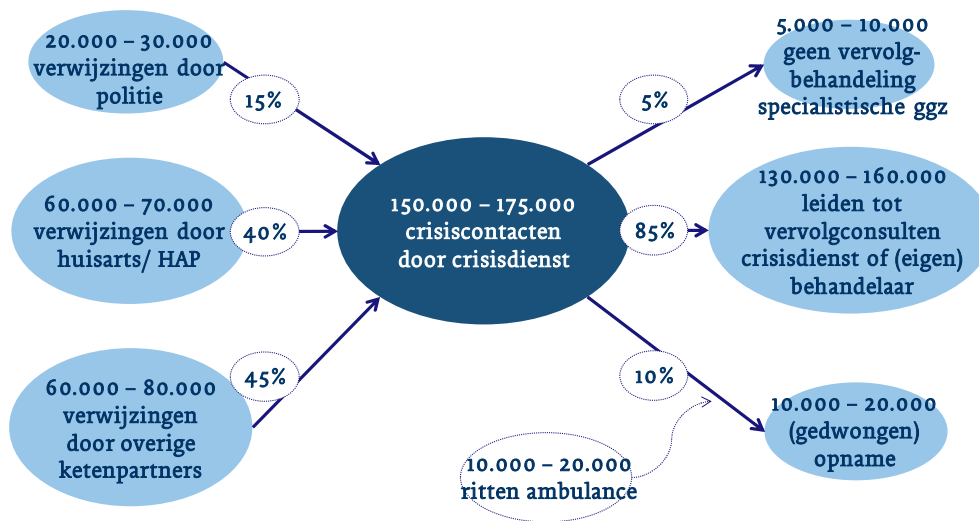 20.000 – 30.000
verwijzingen door
politie
15%
60.000 – 70.000
verwijzingen door
huisarts/ HAP
40%
60.000 – 80.000
verwijzingen
door overige
ketenpartners
45%
150.000 – 175.000
crisiscontacten
door crisisdienst
5%
5.000 – 10.000
geen vervolg-
behandeling
specialistische ggz
85%
130.000 – 160.000
leiden tot
vervolgconsulten
crisisdienst of (eigen)
behandelaar
10%
10.000 – 20.000
(gedwongen)
opname
10.000 – 20.000
ritten ambulance